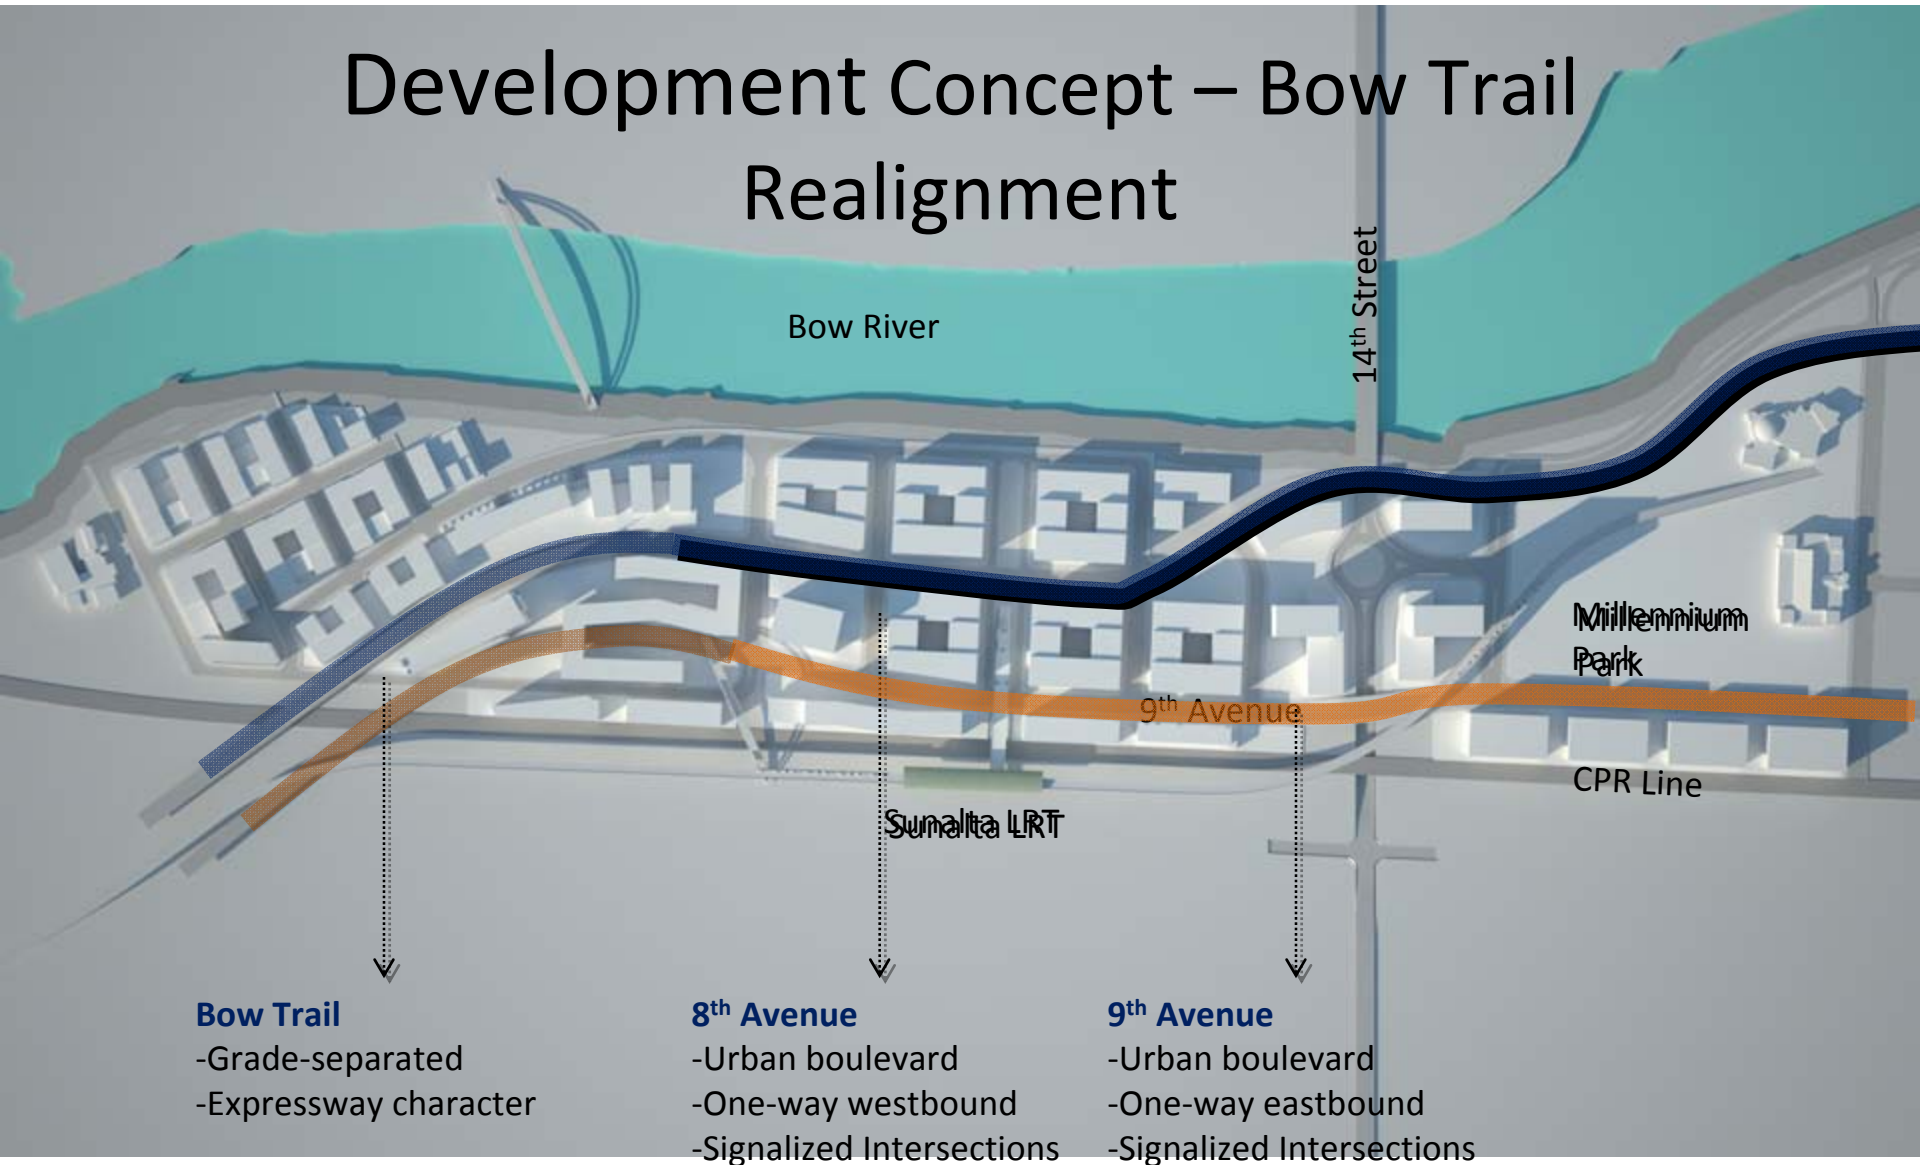 Development Concept – Bow Trail
Realignment
14th Street
Bow River
Millennium
Park
9th Avenue
CPR Line
Sunalta LRT
Bow Trail
-Grade-separated
-Expressway character
8th Avenue
-Urban boulevard
-One-way westbound
-Signalized Intersections
9th Avenue
-Urban boulevard
-One-way eastbound
-Signalized Intersections